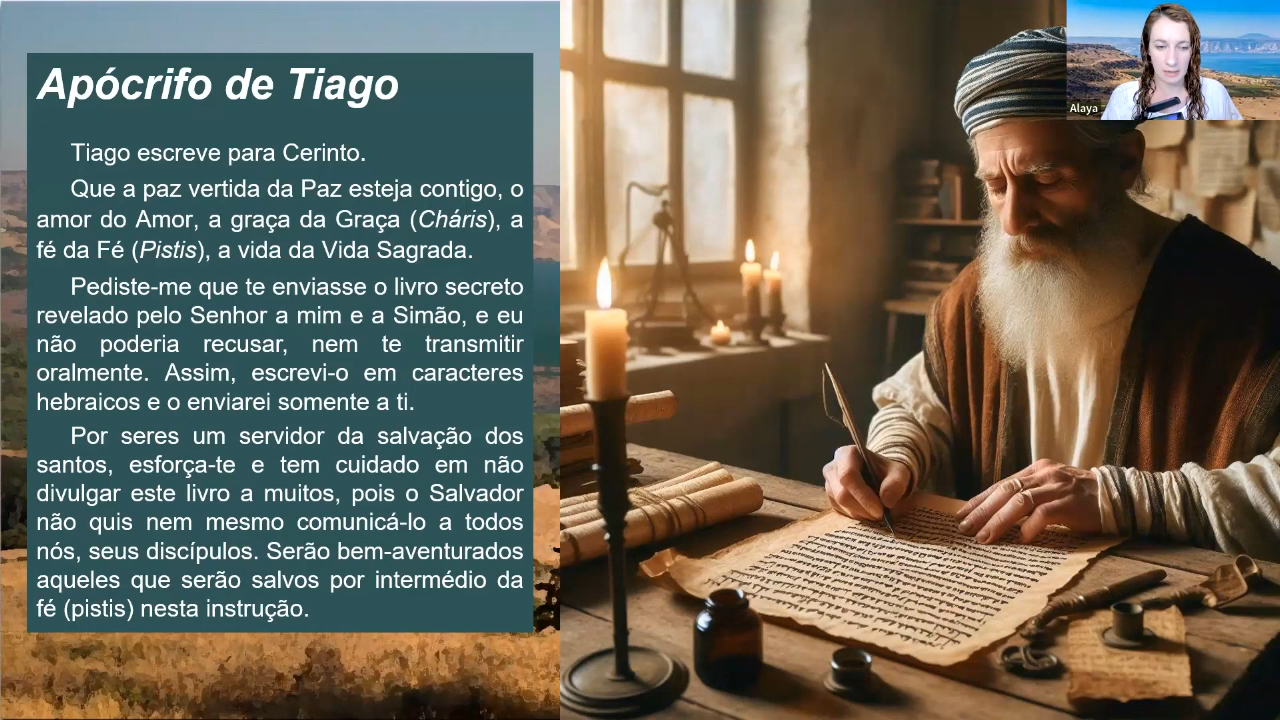 Apócrifo de Tiago
Tiago escreve para Cerinto.
Que a paz vertida da Paz esteja contigo, o
amor do Amor, a graça da Graça (Cháris), a
fé da Fé (Pistis), a vida da Vida Sagrada.
Pediste-me que te enviasse o livro secreto
revelado pelo Senhor a mim e a Simão, e eu
não poderia recusar, nem te transmitir
oralmente. Assim, escrevi-o em caracteres
hebraicos e o enviarei somente a ti.
Por seres um servidor da salvação dos
santos, esforça-te e tem cuidado em não
divulgar este livro a muitos, pois o Salvador
não quis nem mesmo comunicá-lo a todos
nós, seus discípulos. Serão bem-aventurados
aqueles que serão salvos por intermédio da
fé (pistis) nesta instrução.
Alaya